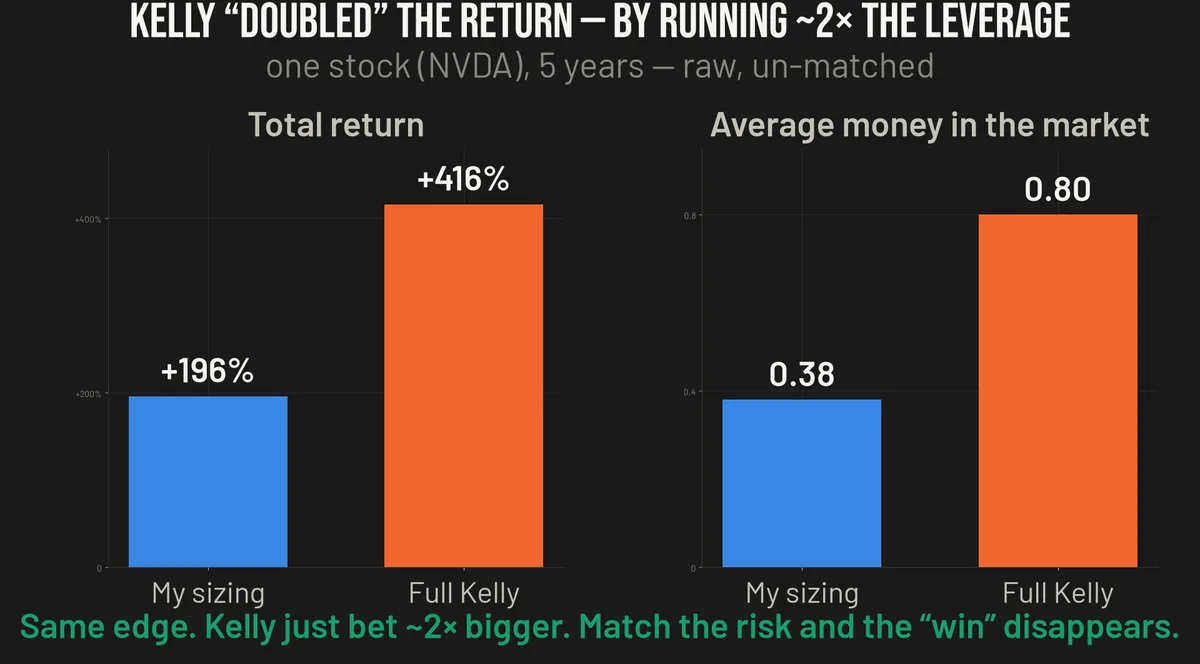 KELLY “DOUBLED” THE RETURN — BY RUNNING ~2× THE LEVERAGE
one stock (NVDA), 5 years — raw, un-matched
Total return
+400%
+200%
0
+196%
+416%
My sizing
Full Kelly
Average money in the market
0.8
0.4
0
0.38
0.80
My sizing
Full Kelly
Same edge. Kelly just bet ~2× bigger. Match the risk and the “win” disappears.